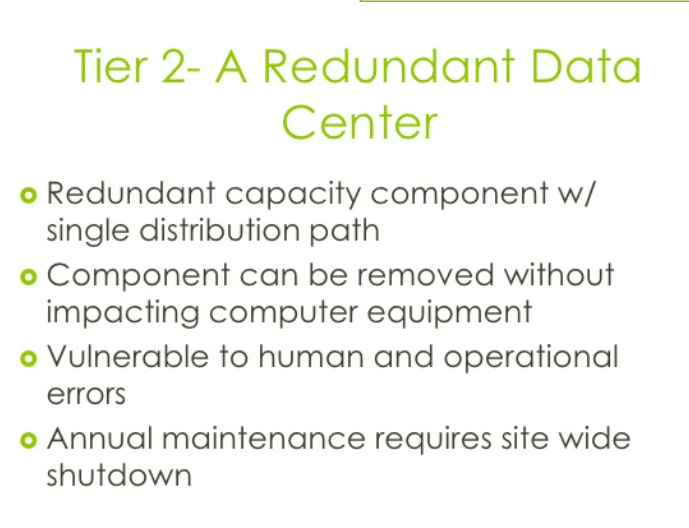 Tier 2- A Redundant Data
Center
Redundant capacity component w/
single distribution path
Component can be removed without
impacting computer equipment
Vulnerable to human and operational
errors
Annual maintenance requires site wide
shutdown